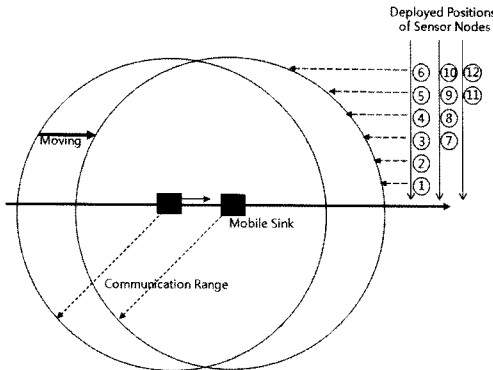 Deployed Positions
of Sensor Nodes
6 10 12
5 9 11
4 8
3 7
2
1
Moving
Mobile Sink
Communication Range